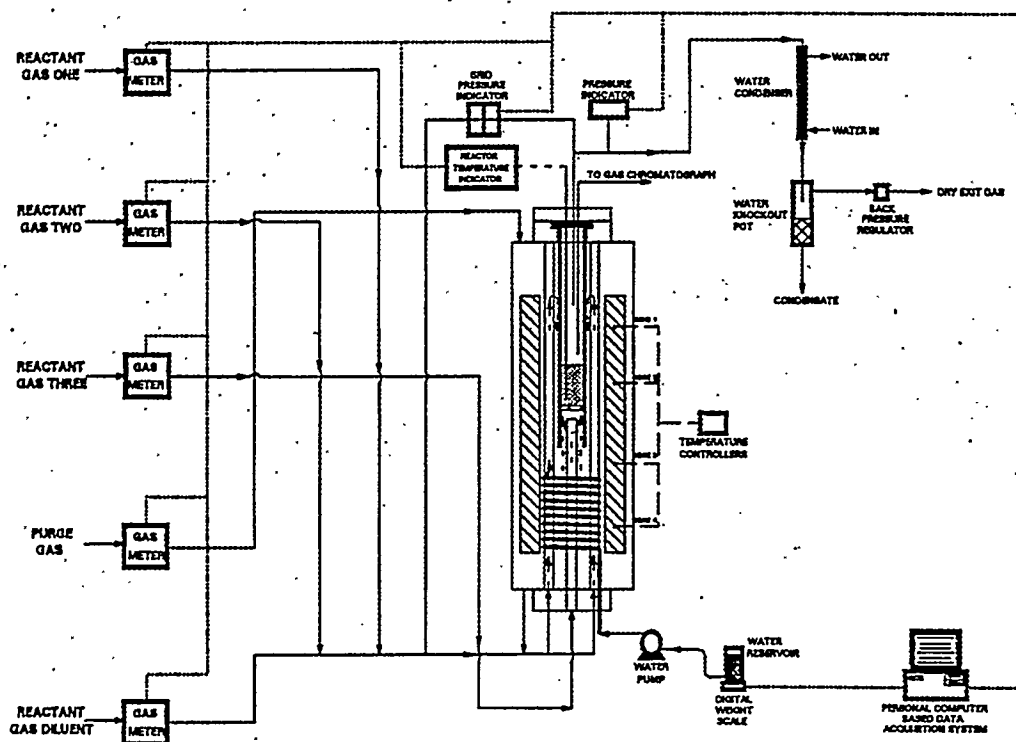 REACTANT
GAS ONE
GAS
METER
GRID
PRESSURE
INDICATOR
PRESSURE
INDICATOR
WATER
CONDENSER
WATER OUT
WATER IN
REACTOR
TEMPERATURE
INDICATOR
TO GAS CHROMATOGRAPH
REACTANT
GAS TWO
GAS
METER
WATER
KNOCKOUT
POT
BACK
PRESSURE
REGULATOR
DRY EXIT GAS
CONDENSATE
REACTANT
GAS THREE
GAS
METER
TEMPERATURE
CONTROLLERS
PURGE
GAS
GAS
METER
WATER
PUMP
WATER
RESERVOIR
DIGITAL
WEIGHT
SCALE
PERSONAL COMPUTER
BASED DATA
ACQUISITION SYSTEM
REACTANT
GAS DILUENT
GAS
METER